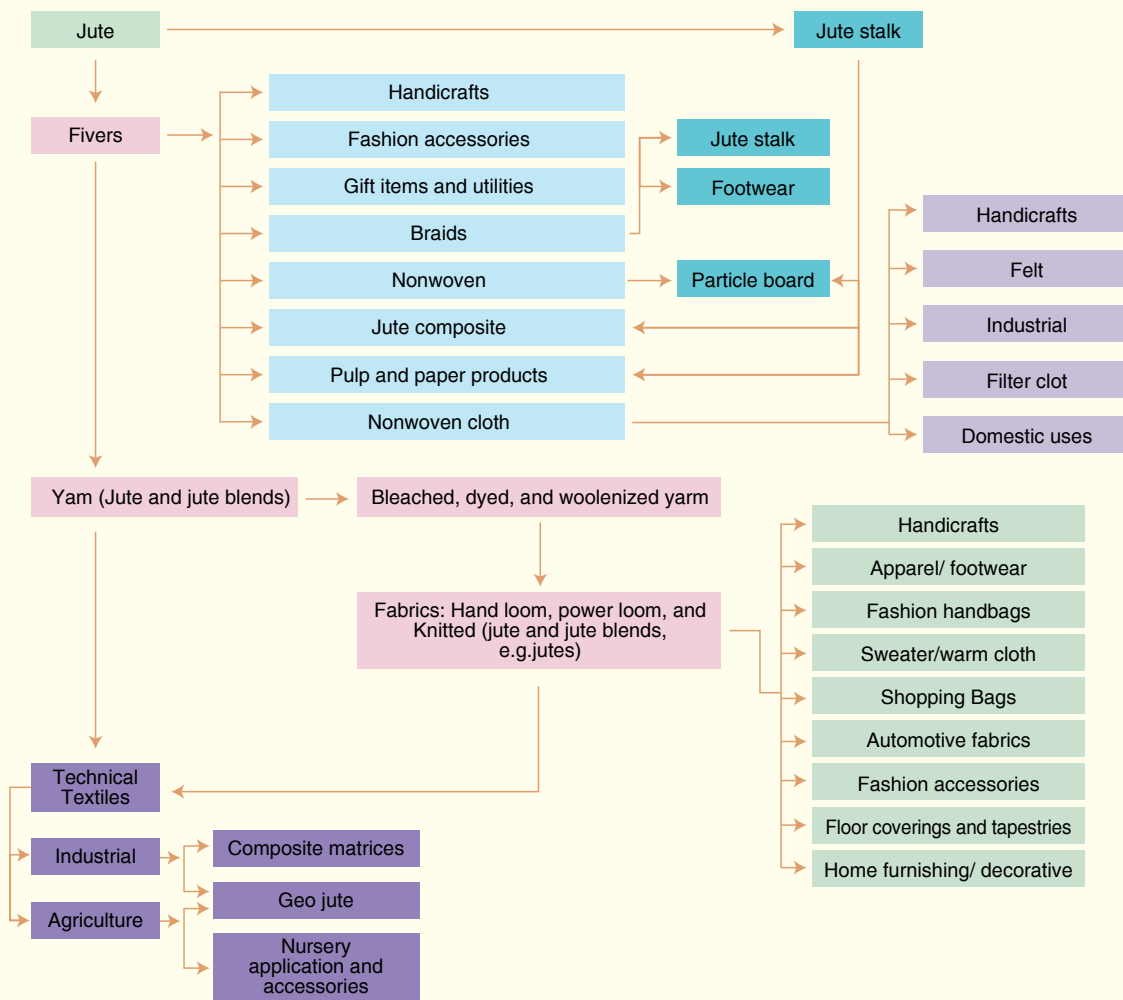 Jute
Jute stalk
Fivers
Handicrafts
Fashion accessories
Gift items and utilities
Braids
Nonwoven
Jute composite
Pulp and paper products
Nonwoven cloth
Jute stalk
Footwear
Particle board
Handicrafts
Felt
Industrial
Filter clot
Domestic uses
Yam (Jute and jute blends)
Bleached, dyed, and woolenized yarm
Fabrics: Hand loom, power loom, and
Knitted (jute and jute blends,
e.g.jutes)
Handicrafts
Apparel/ footwear
Fashion handbags
Sweater/warm cloth
Shopping Bags
Automotive fabrics
Fashion accessories
Floor coverings and tapestries
Home furnishing/ decorative
Technical
Textiles
Industrial
Agriculture
Composite matrices
Geo jute
Nursery
application and
accessories